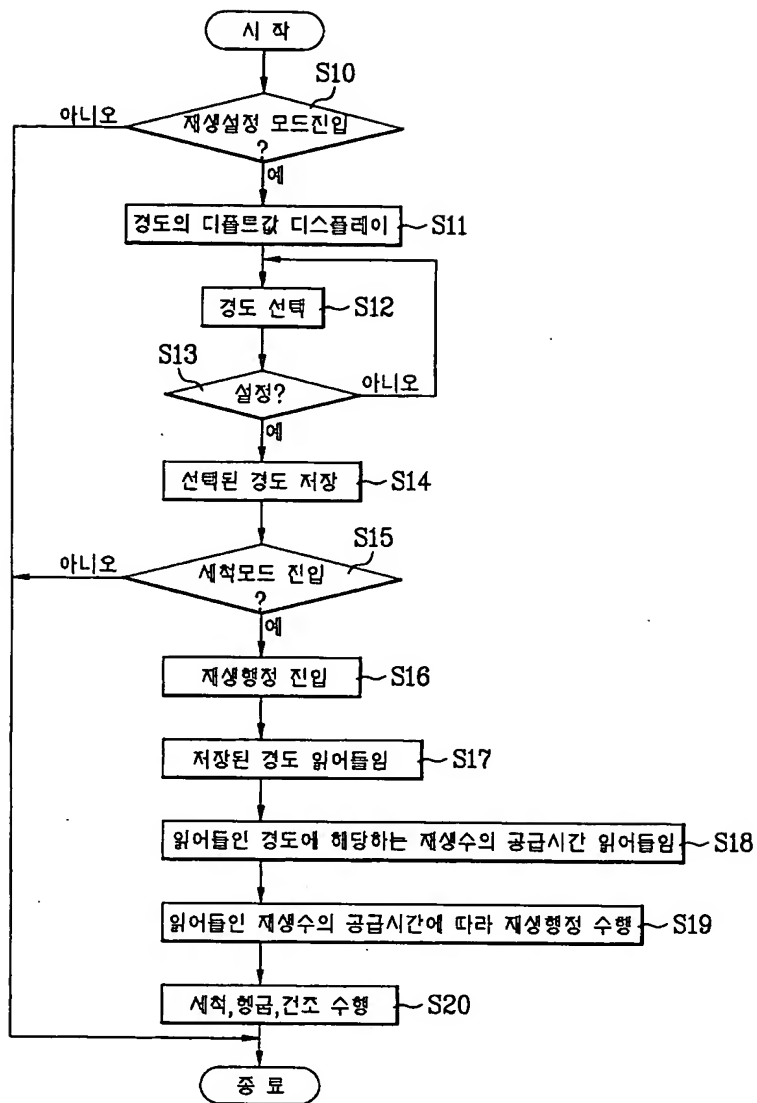 시 작
S10
아니오
재생설정 모드진입
?
예
경도의 디폴트값 디스플레이
S11
경도 선택
S12
S13
설정?
아니오
예
선택된 경도 저장
S14
S15
아니오
세척모드 진입
?
예
재생행정 진입
S16
저장된 경도 읽어들임
S17
읽어들인 경도에 해당하는 재생수의 공급시간 읽어들임
S18
읽어들인 재생수의 공급시간에 따라 재생행정 수행
S19
세척,헹굼,건조 수행
S20
종 료